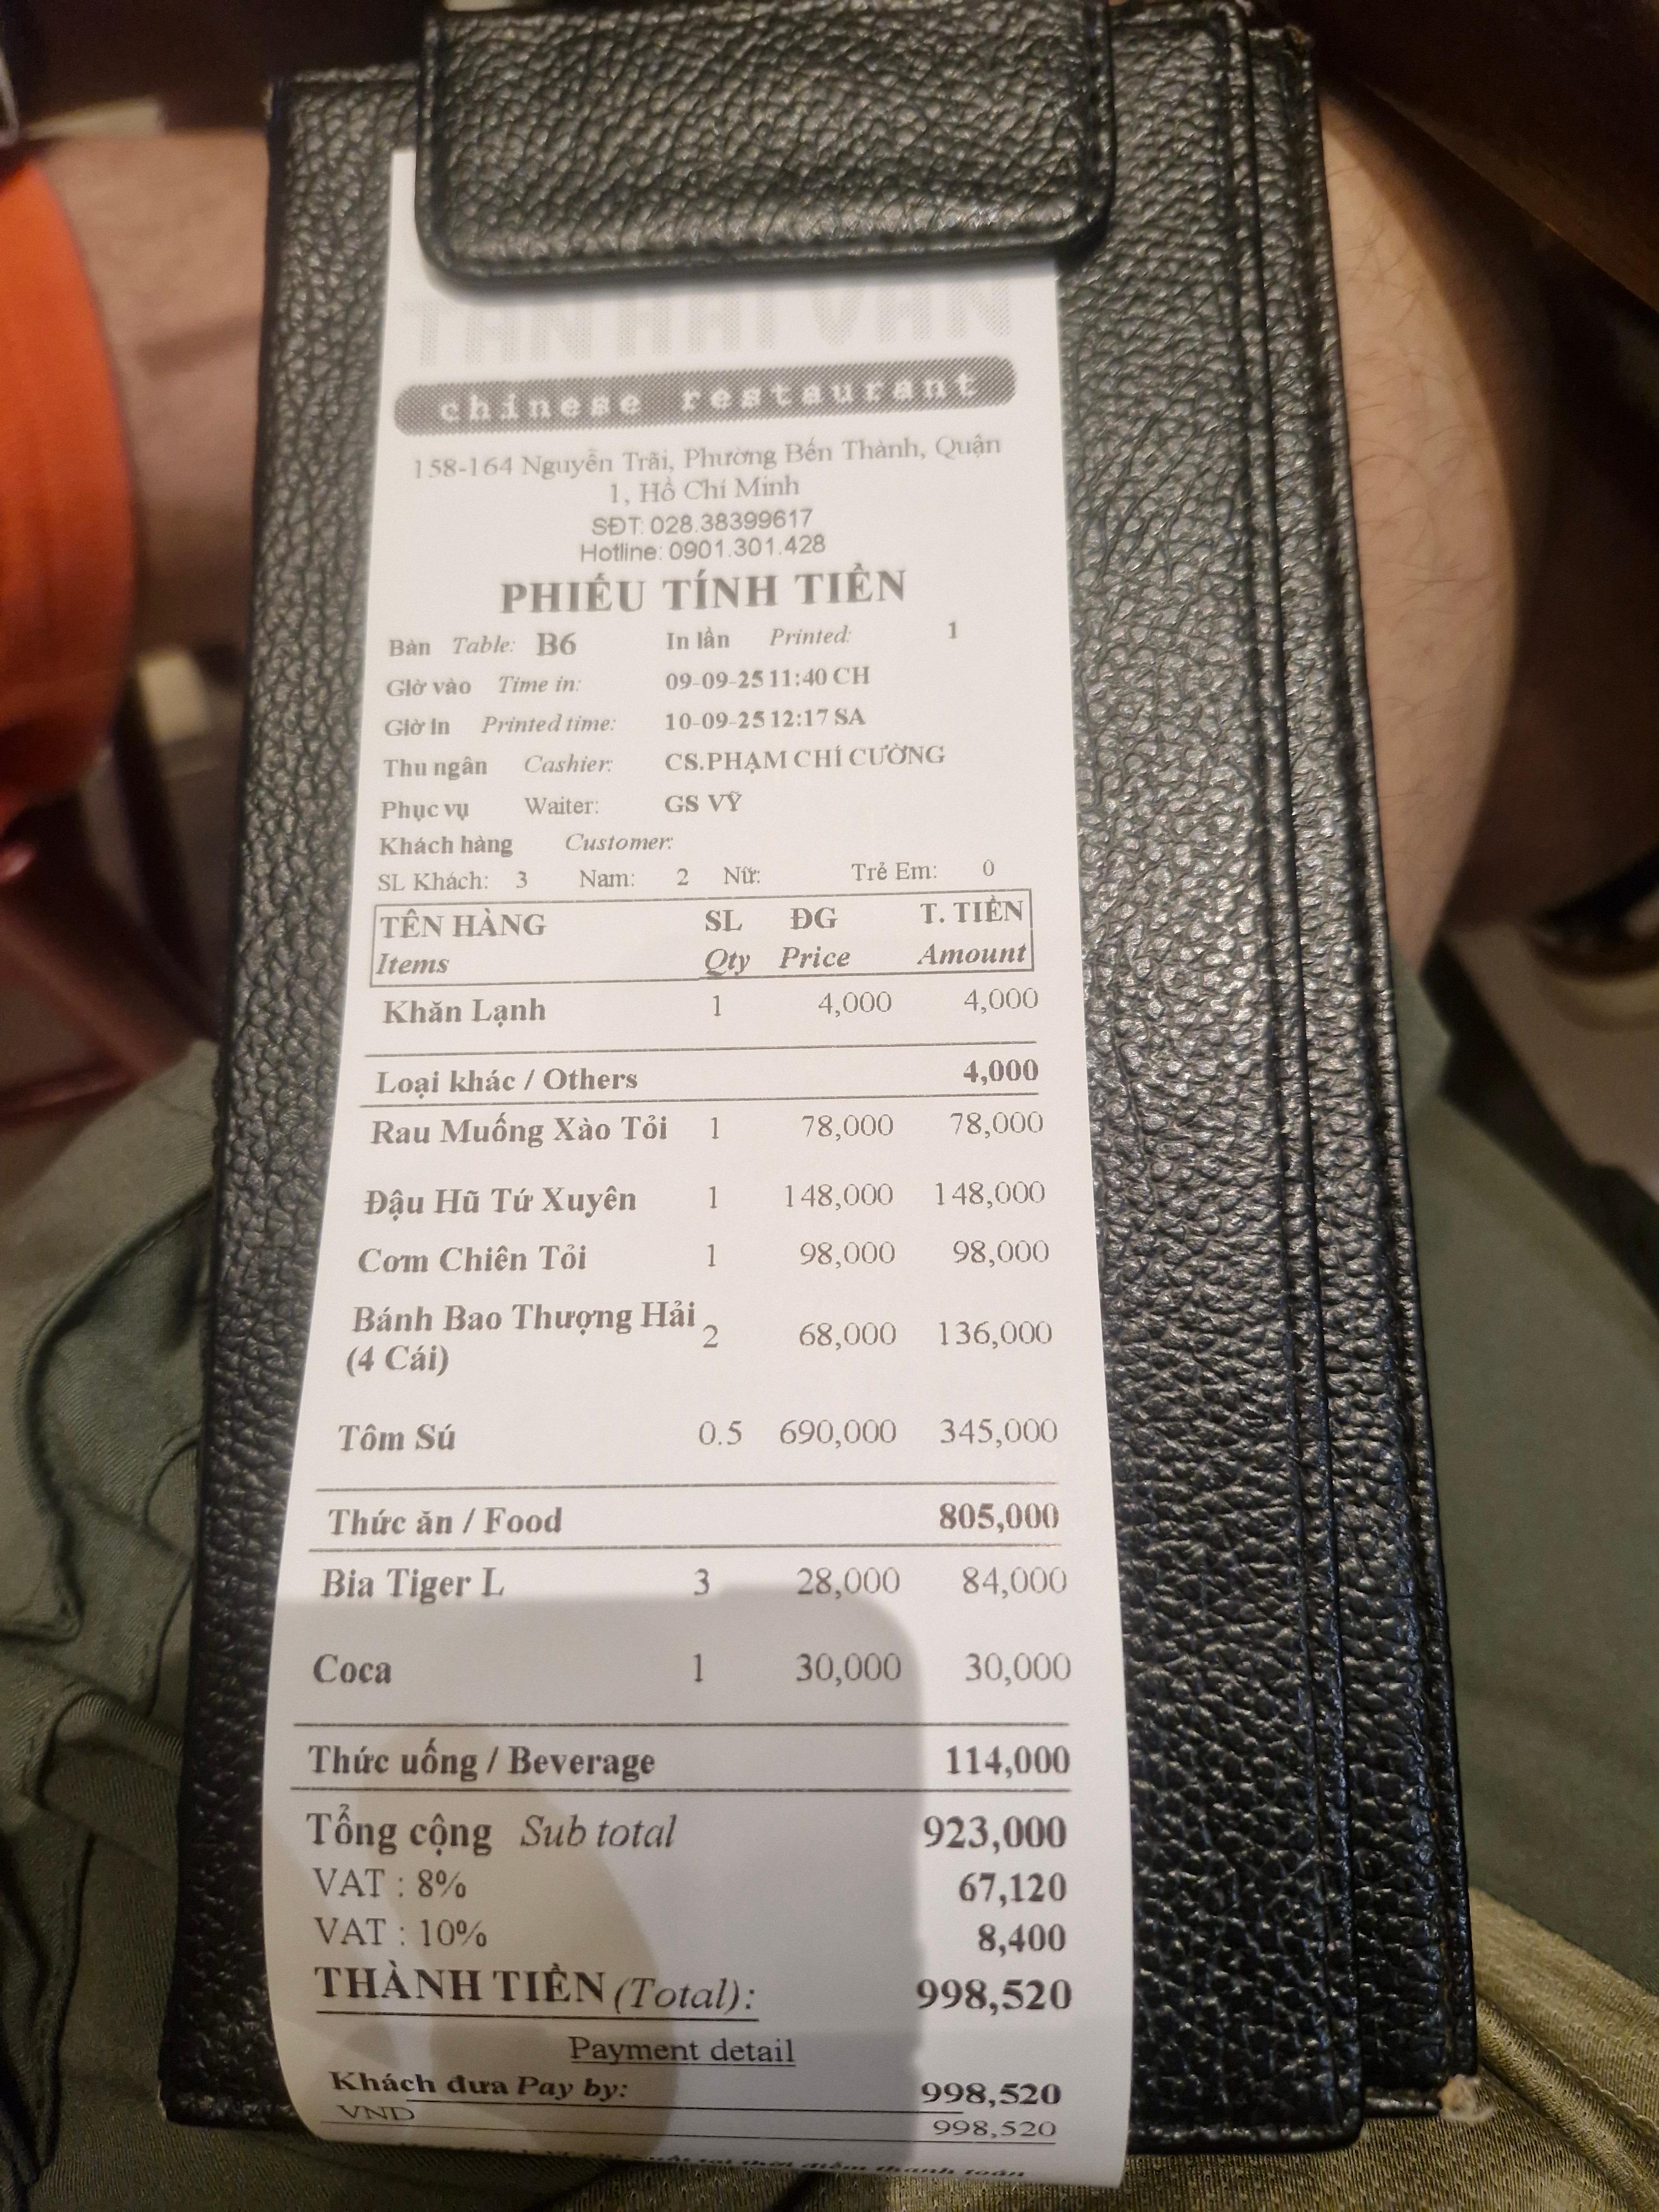 TÂN HẢI VÂN
chinese restaurant
158-164 Nguyễn Trãi, Phường Bến Thành, Quận
1, Hồ Chí Minh
SĐT: 028.38399617
Hotline: 0901.301.428
PHIẾU TÍNH TIỀN
Bàn Table: B6 In lần Printed: 1
Giờ vào Time in: 09-09-25 11:40 CH
Giờ in Printed time: 10-09-25 12:17 SA
Thu ngân Cashier: CS.PHẠM CHÍ CƯỜNG
Phục vụ Waiter: GS VỸ
Khách hàng Customer:
SL Khách: 3 Nam: 2 Nữ: Trẻ Em: 0
TÊN HÀNG SL ĐG T. TIỀN
Items Qty Price Amount
Khăn Lạnh 1 4,000 4,000
Loại khác / Others 4,000
Rau Muống Xào Tỏi 1 78,000 78,000
Đậu Hũ Tứ Xuyên 1 148,000 148,000
Cơm Chiên Tỏi 1 98,000 98,000
Bánh Bao Thượng Hải 2 68,000 136,000
(4 Cái)
Tôm Sú 0.5 690,000 345,000
Thức ăn / Food 805,000
Bia Tiger L 3 28,000 84,000
Coca 1 30,000 30,000
Thức uống / Beverage 114,000
Tổng cộng Sub total 923,000
VAT : 8% 67,120
VAT : 10% 8,400
THÀNH TIỀN (Total): 998,520
Payment detail
Khách đưa Pay by: 998,520
VND 998,520
tại thời điểm thanh toán